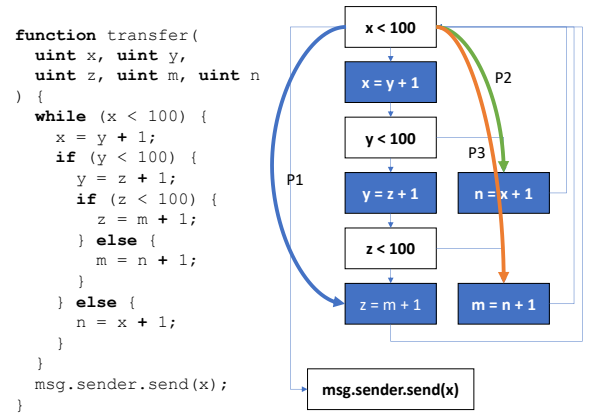 function transfer(
uint x, uint y,
uint z, uint m, uint n
) {
while (x < 100) {
x = y + 1;
if (y < 100) {
y = z + 1;
if (z < 100) {
z = m + 1;
} else {
m = n + 1;
}
} else {
n = x + 1;
}
}
msg.sender.send(x);
}
x < 100
x = y + 1
P2
y < 100
P3
P1
y = z + 1
n = x + 1
z < 100
z = m + 1
m = n + 1
msg.sender.send(x)